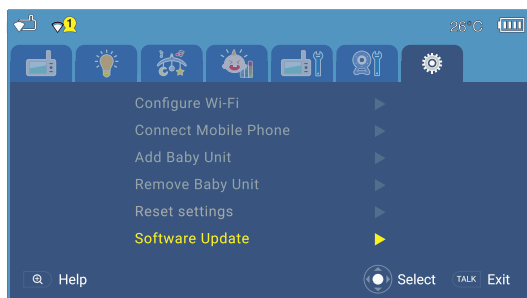 1 26°C
Configure Wi-Fi
Connect Mobile Phone
Add Baby Unit
Remove Baby Unit
Reset settings
Software Update
Help Select TALK Exit